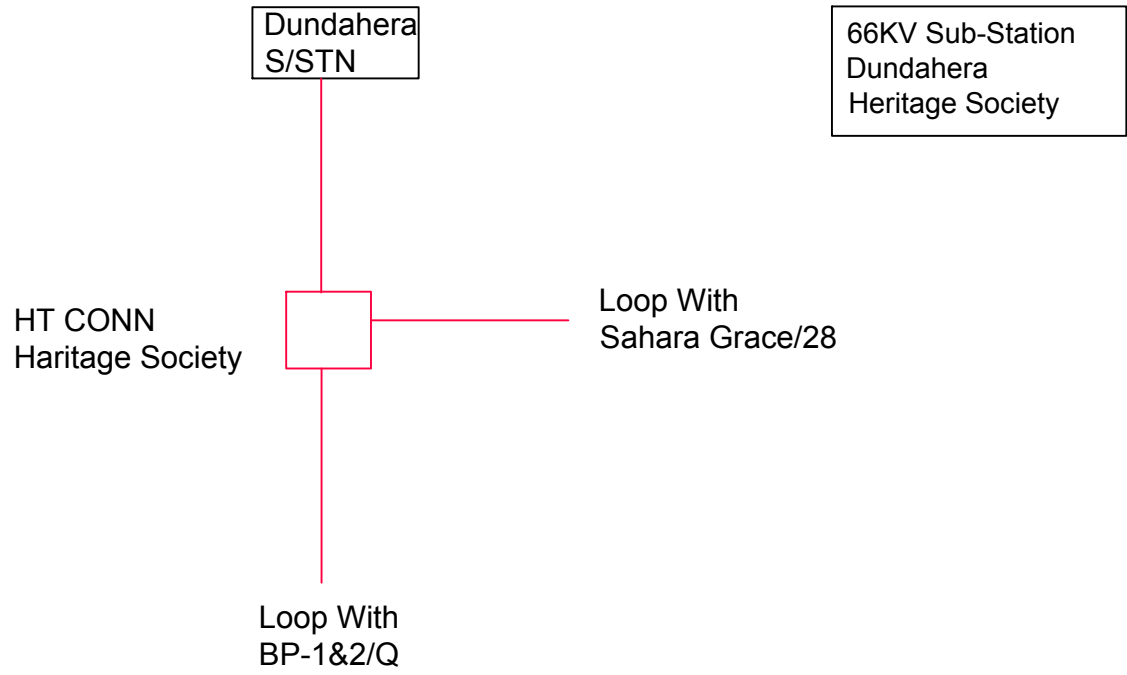 Dundahera
S/STN
66KV Sub-Station
Dundahera
Heritage Society
HT CONN
Haritage Society
Loop With
Sahara Grace/28
Loop With
BP-1&2/Q